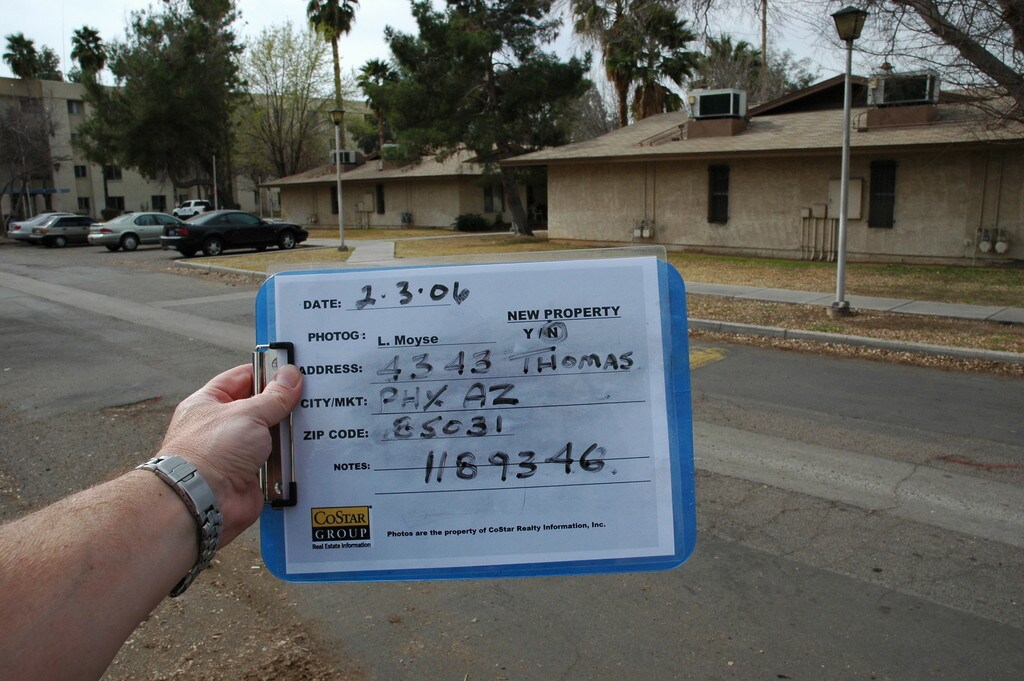 DATE: 2.3.06
NEW PROPERTY
PHOTOG: L. Moyse Y/N
ADDRESS: 4343 THOMAS
CITY/MKT: PHX AZ
ZIP CODE: 85031
NOTES: 1189346.
COSTAR
GROUP
Real Estate Information
Photos are the property of CoStar Realty Information, Inc.